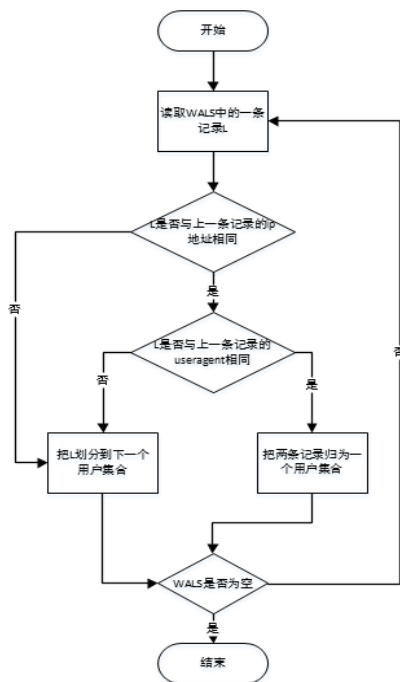 开始
读取WALS中的一条
记录L
L是否与上一条记录的ip
地址相同
否
是
L是否与上一条记录的
useragent相同
否
是
否
把L划分到下一个
用户集合
把两条记录归为一
个用户集合
WALS是否为空
是
结束